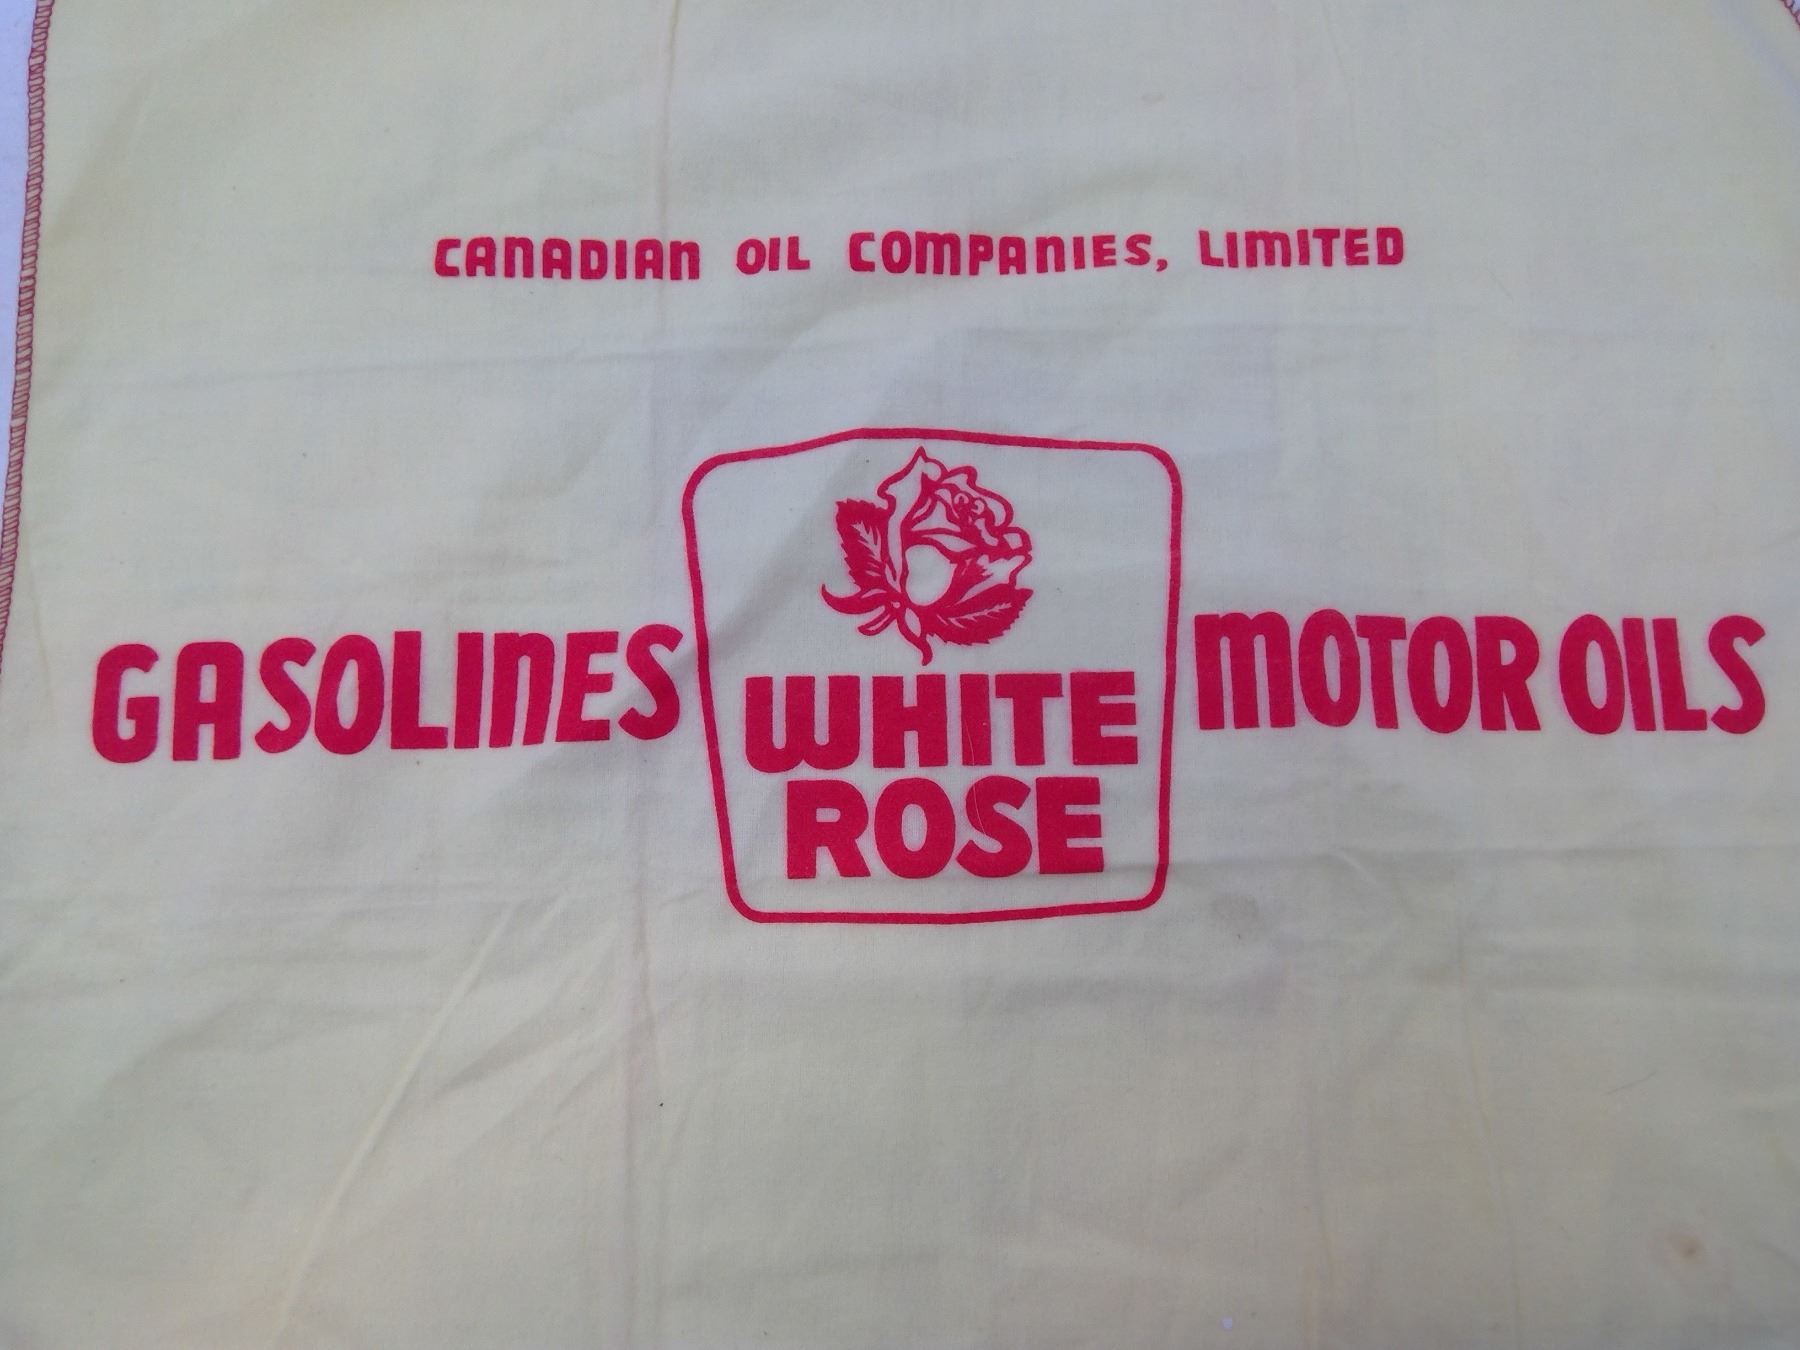 CANADIAN OIL COMPANIES, LIMITED
GASOLINES WHITE ROSE MOTOR OILS